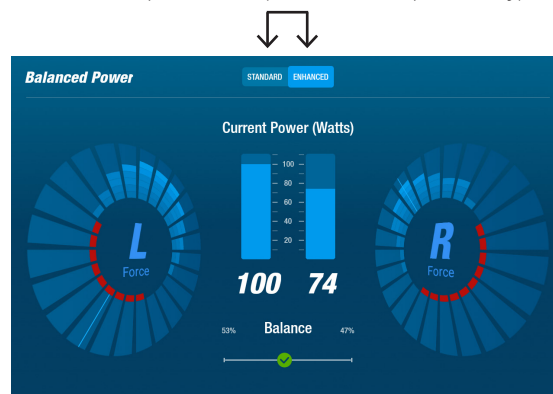 Balanced Power
STANDARD ENHANCED
Current Power (Watts)
100
80
60
40
20
L
Force
R
Force
100 74
53% Balance 47%